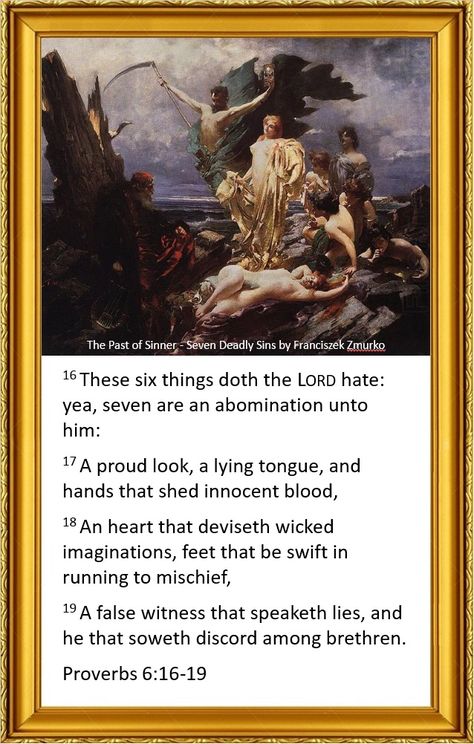 The Past of Sinner - Seven Deadly Sins by Franciszek Zmurko
16 These six things doth the LORD hate:
yea, seven are an abomination unto
him:
17 A proud look, a lying tongue, and
hands that shed innocent blood,
18 An heart that deviseth wicked
imaginations, feet that be swift in
running to mischief,
19 A false witness that speaketh lies, and
he that soweth discord among brethren.
Proverbs 6:16-19